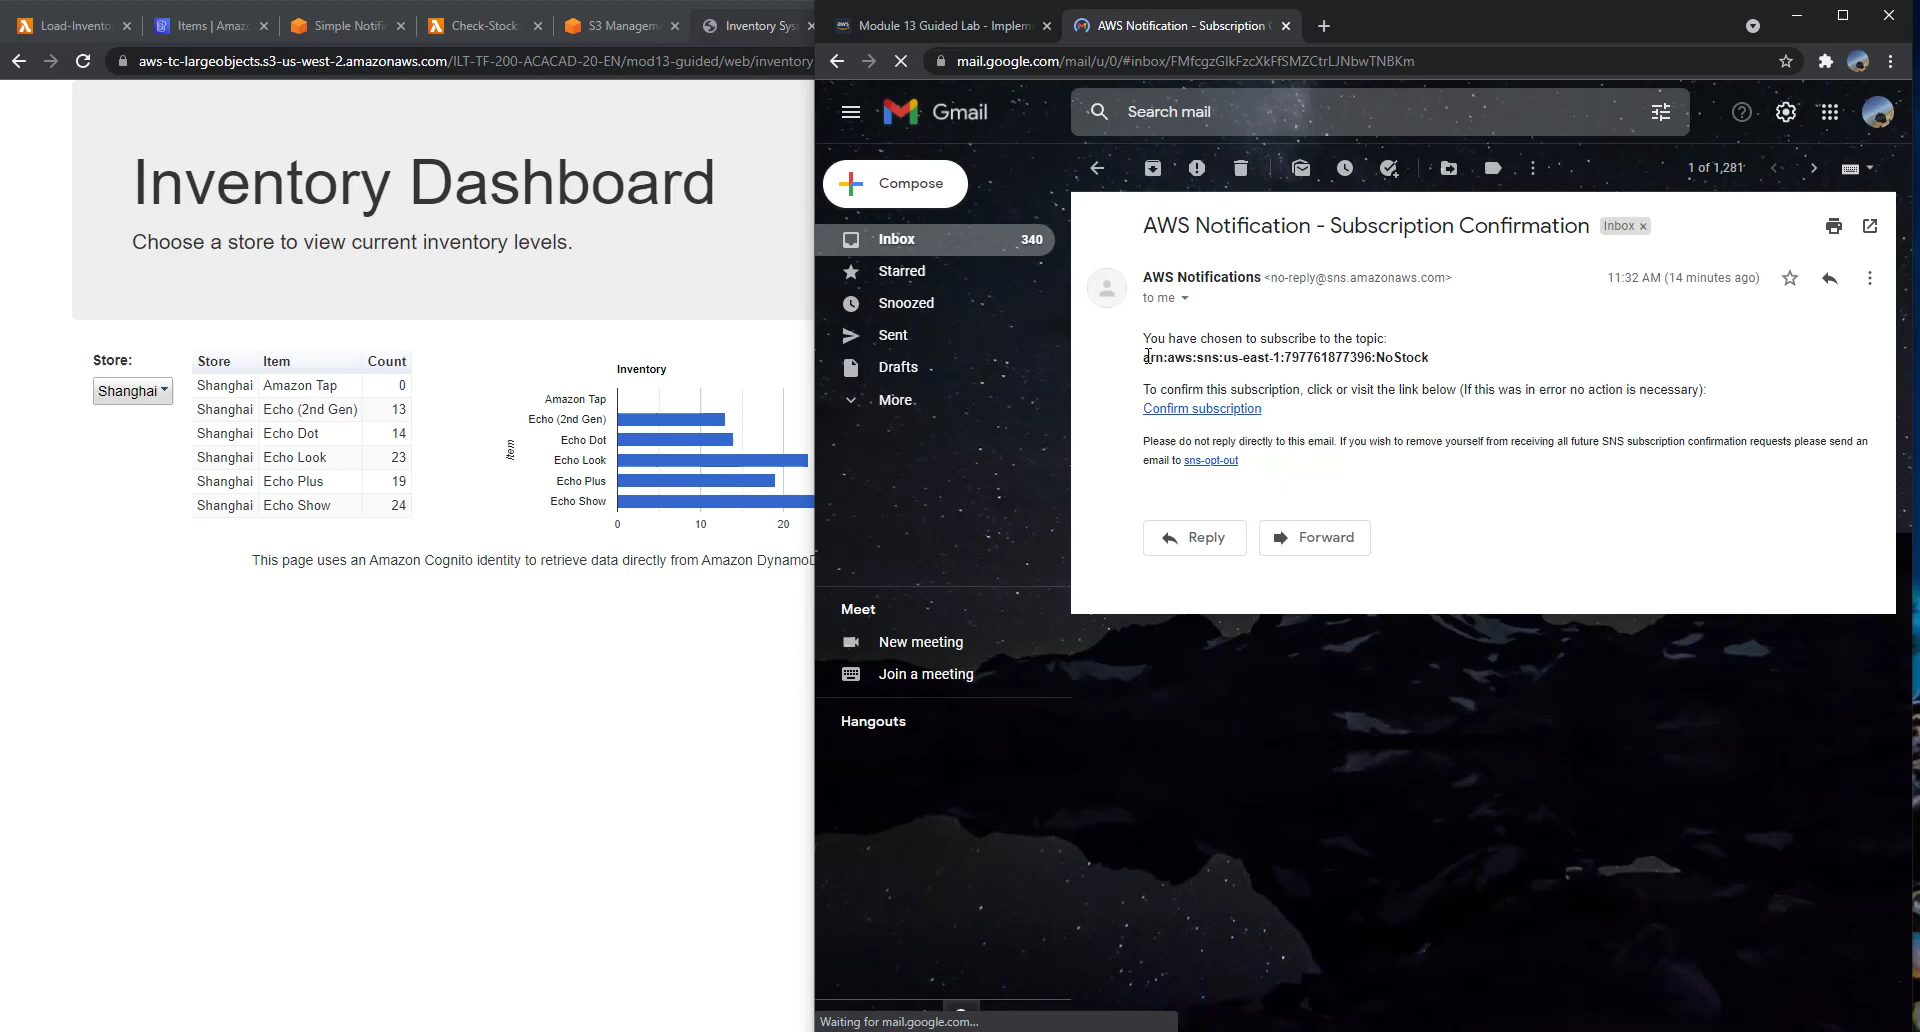 Load-Invento
Items | Amaz
Simple Notifi
Check-Stock
S3 Managem
Inventory Sys
aws-tc-largeobjects.s3-us-west-2.amazonaws.com/ILT-TF-200-ACACAD-20-EN/mod13-guided/web/inventory.
Inventory Dashboard
Choose a store to view current inventory levels.
Store:
Shanghai
Store Item Count
Shanghai Amazon Tap 0
Shanghai Echo (2nd Gen) 13
Shanghai Echo Dot 14
Shanghai Echo Look 23
Shanghai Echo Plus 19
Shanghai Echo Show 24
Inventory
Item
Amazon Tap
Echo (2nd Gen)
Echo Dot
Echo Look
Echo Plus
Echo Show
0 10 20
This page uses an Amazon Cognito identity to retrieve data directly from Amazon DynamoD
Module 13 Guided Lab - Implem
AWS Notification - Subscription C
mail.google.com/mail/u/0/#inbox/FMfcgzGlkFzcXkFfSMZCtrLJNbwTNBKm
Gmail
Search mail
Compose
1 of 1,281
Inbox 340
Starred
Snoozed
Sent
Drafts
More
Meet
New meeting
Join a meeting
Hangouts
AWS Notification - Subscription Confirmation Inbox ×
AWS Notifications <no-reply@sns.amazonaws.com> 11:32 AM (14 minutes ago)
to me
You have chosen to subscribe to the topic:
arn:aws:sns:us-east-1:797761877396:NoStock
To confirm this subscription, click or visit the link below (If this was in error no action is necessary):
Confirm subscription
Please do not reply directly to this email. If you wish to remove yourself from receiving all future SNS subscription confirmation requests please send an
email to sns-opt-out
Reply
Forward
Waiting for mail.google.com...